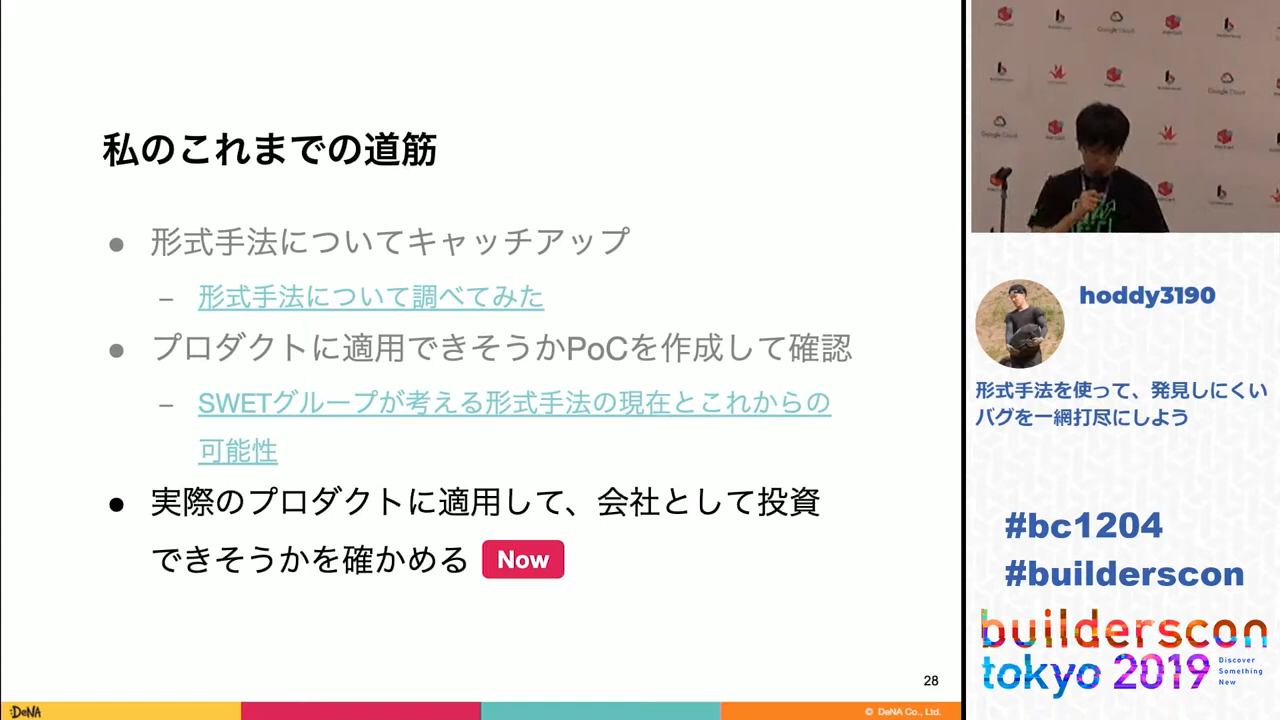 私のこれまでの道筋
● 形式手法についてキャッチアップ
– 形式手法について調べてみた
● プロダクトに適用できそうかPoCを作成して確認
– SWETグループが考える形式手法の現在とこれからの
可能性
● 実際のプロダクトに適用して、会社として投資
できそうかを確かめる Now
28
:DeNA
© DeNA Co., Ltd.
Google Cloud
Google Cloud
Google Cloud
hoddy3190
形式手法を使って、発見しにくい
バグを一網打尽にしよう
#bc1204
#builderscon
builderscon
tokyo 2019
Discover
Something
New